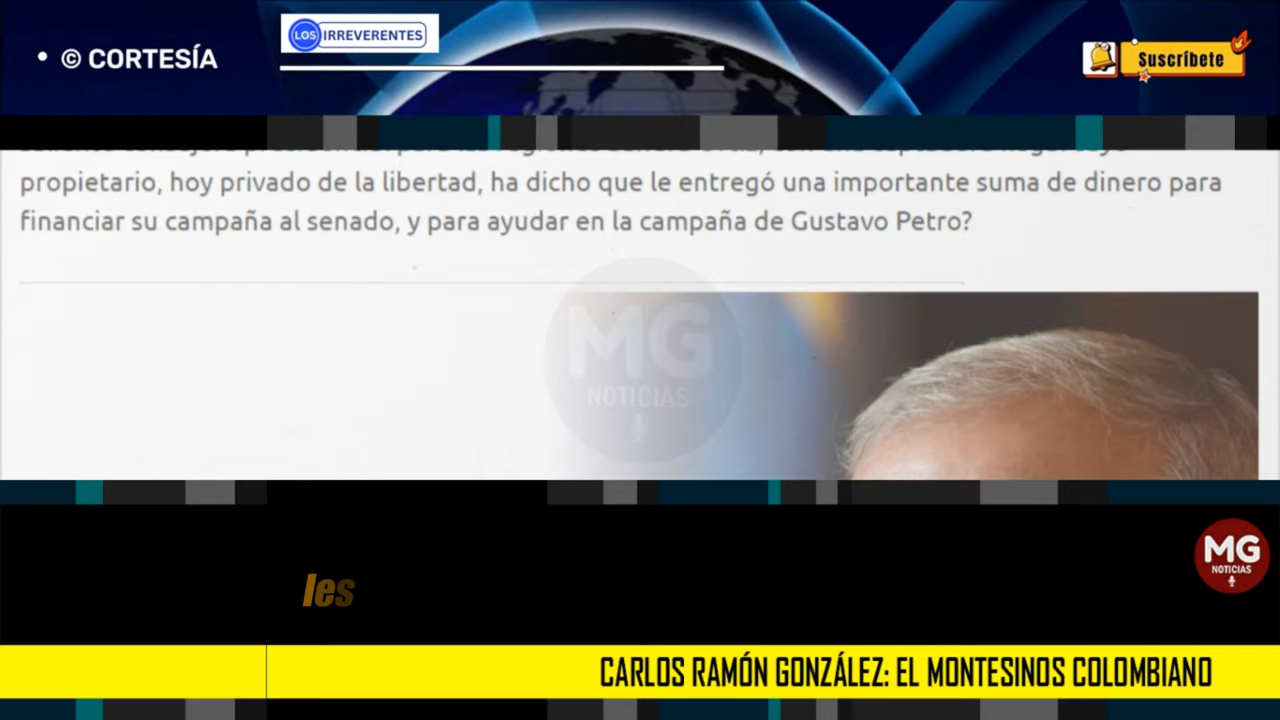 • © CORTESÍA
LOS IRREVERENTES
Suscríbete
propietario, hoy privado de la libertad, ha dicho que le entregó una importante suma de dinero para
financiar su campaña al senado, y para ayudar en la campaña de Gustavo Petro?
MG
NOTICIAS
MG
NOTICIAS
les
CARLOS RAMÓN GONZÁLEZ: EL MONTESINOS COLOMBIANO